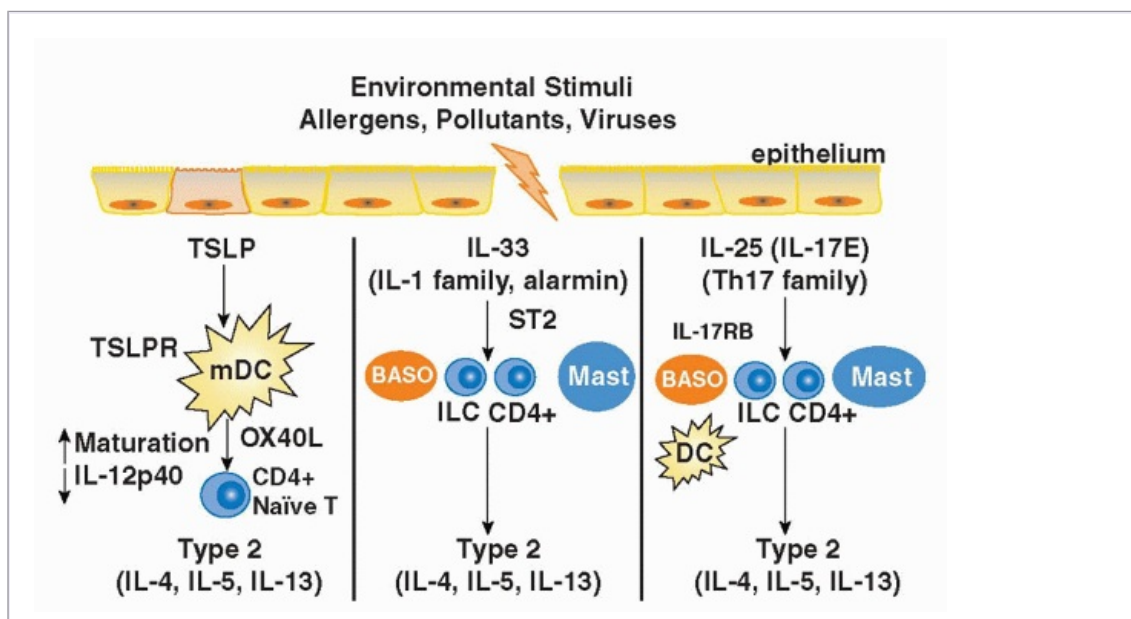 Environmental Stimuli
Allergens, Pollutants, Viruses
epithelium
TSLP
TSLPR
mDC
Maturation
IL-12p40
OX40L
CD4+
Naïve T
Type 2
(IL-4, IL-5, IL-13)
IL-33
(IL-1 family, alarmin)
ST2
BASO
Mast
ILC CD4+
Type 2
(IL-4, IL-5, IL-13)
IL-25 (IL-17E)
(Th17 family)
IL-17RB
BASO
Mast
ILC CD4+
DC
Type 2
(IL-4, IL-5, IL-13)